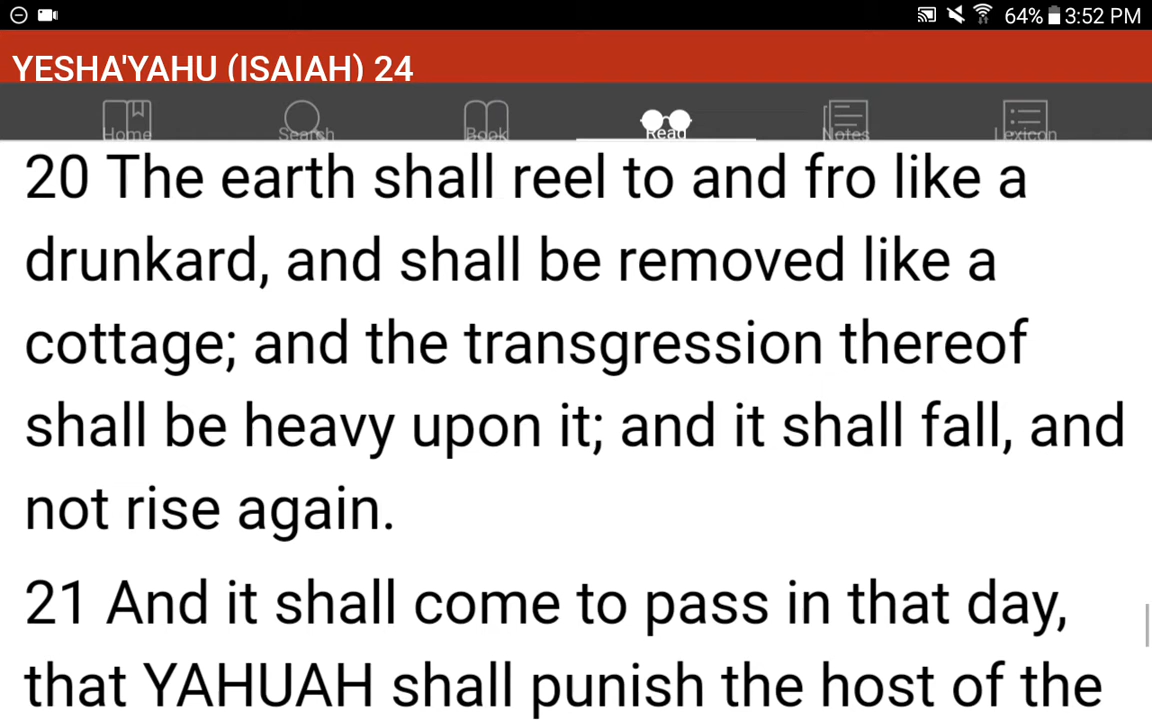 64% 3:52 PM
YESHA'YAHU (ISAIAH) 24
Home Search Book Read Notes Lexicon
20 The earth shall reel to and fro like a
drunkard, and shall be removed like a
cottage; and the transgression thereof
shall be heavy upon it; and it shall fall, and
not rise again.
21 And it shall come to pass in that day,
that YAHUAH shall punish the host of the